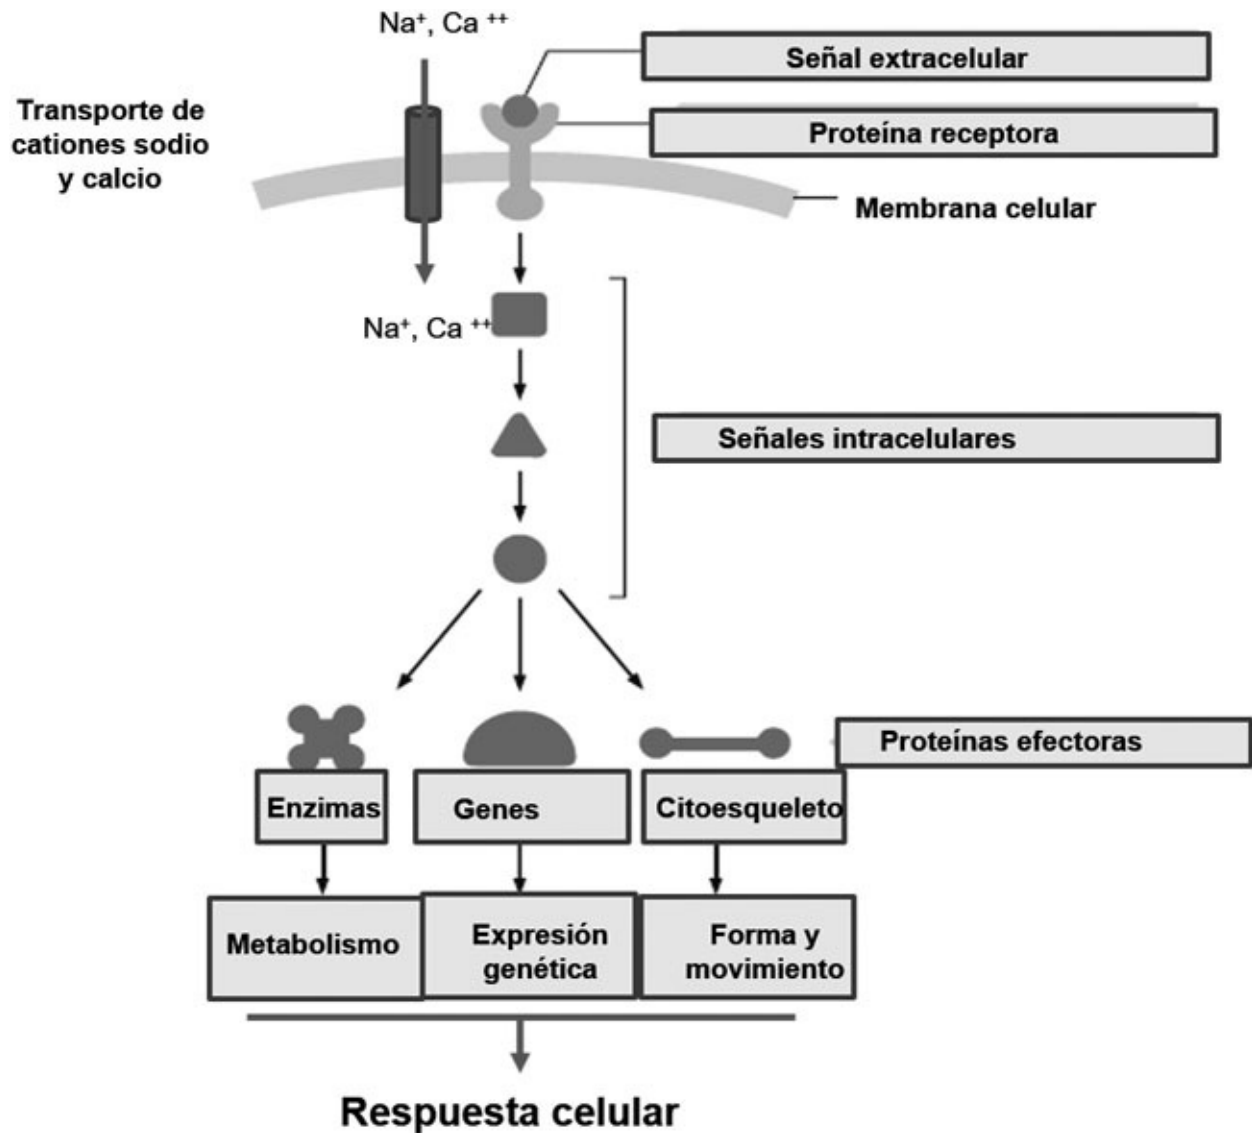 Na⁺, Ca ⁺⁺
Señal extracelular
Transporte de
cationes sodio
y calcio
Proteína receptora
Membrana celular
Na⁺, Ca ⁺⁺
Señales intracelulares
Proteínas efectoras
Enzimas
Genes
Citoesqueleto
Metabolismo
Expresión
genética
Forma y
movimiento
Respuesta celular